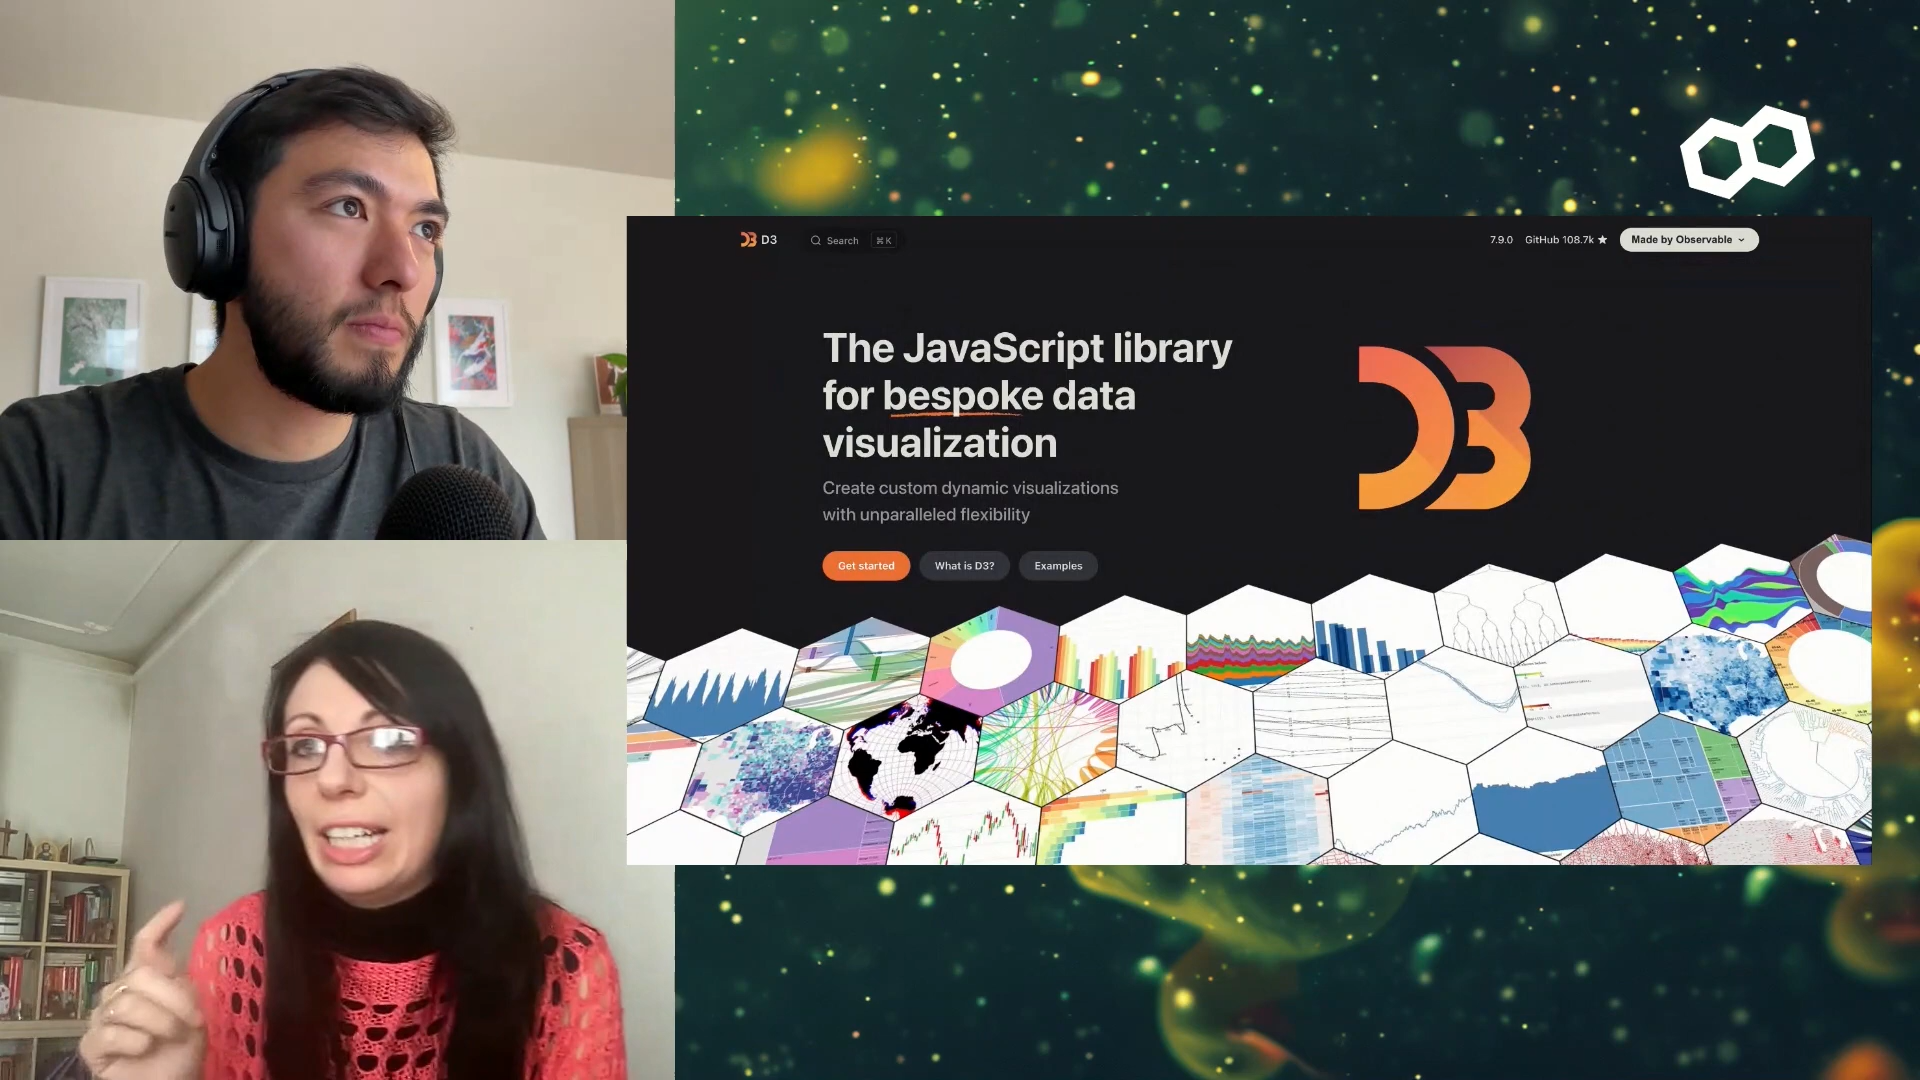 D3
Search
⌘ K
7.9.0
GitHub 108.7k ★
Made by Observable
The JavaScript library
for bespoke data
visualization
Create custom dynamic visualizations
with unparalleled flexibility
D3
Get started
What is D3?
Examples